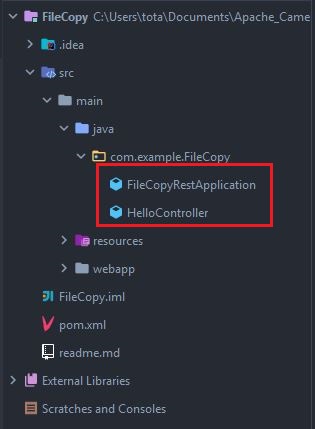 FileCopy C:\Users\tota\Documents\Apache_Came
.idea
src
main
java
com.example.FileCopy
FileCopyRestApplication
HelloController
resources
webapp
FileCopy.iml
pom.xml
readme.md
External Libraries
Scratches and Consoles